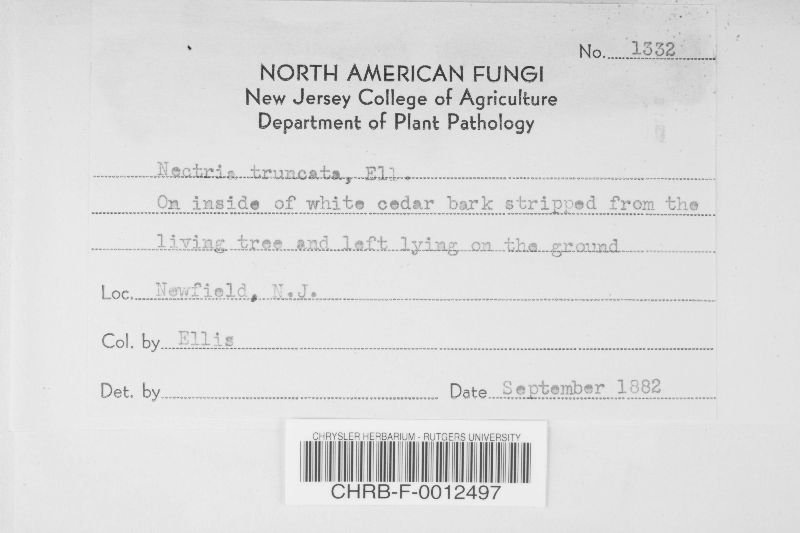 No. 1332
NORTH AMERICAN FUNGI
New Jersey College of Agriculture
Department of Plant Pathology
Nectria truncata, Ell.
On inside of white cedar bark stripped from the
living tree and left lying on the ground
Loc. Newfield, N.J.
Col. by Ellis
Det. by
Date September 1882
CHRYSLER HERBARIUM - RUTGERS UNIVERSITY
CHRB-F-0012497